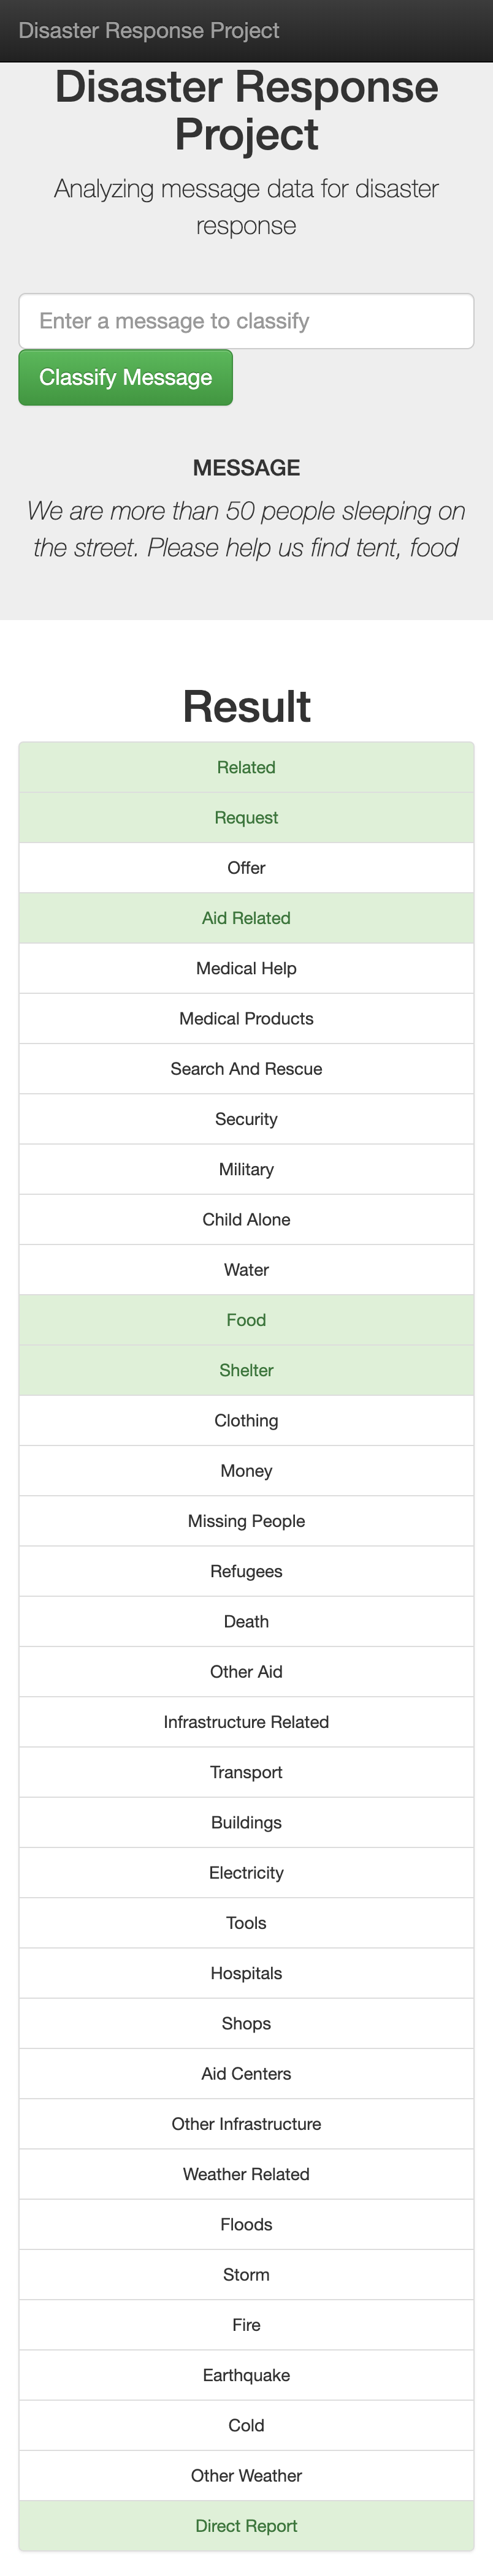 Disaster Response Project
Disaster Response
Project
Analyzing message data for disaster
response
Enter a message to classify
Classify Message
MESSAGE
We are more than 50 people sleeping on
the street. Please help us find tent, food
Result
Related
Request
Offer
Aid Related
Medical Help
Medical Products
Search And Rescue
Security
Military
Child Alone
Water
Food
Shelter
Clothing
Money
Missing People
Refugees
Death
Other Aid
Infrastructure Related
Transport
Buildings
Electricity
Tools
Hospitals
Shops
Aid Centers
Other Infrastructure
Weather Related
Floods
Storm
Fire
Earthquake
Cold
Other Weather
Direct Report